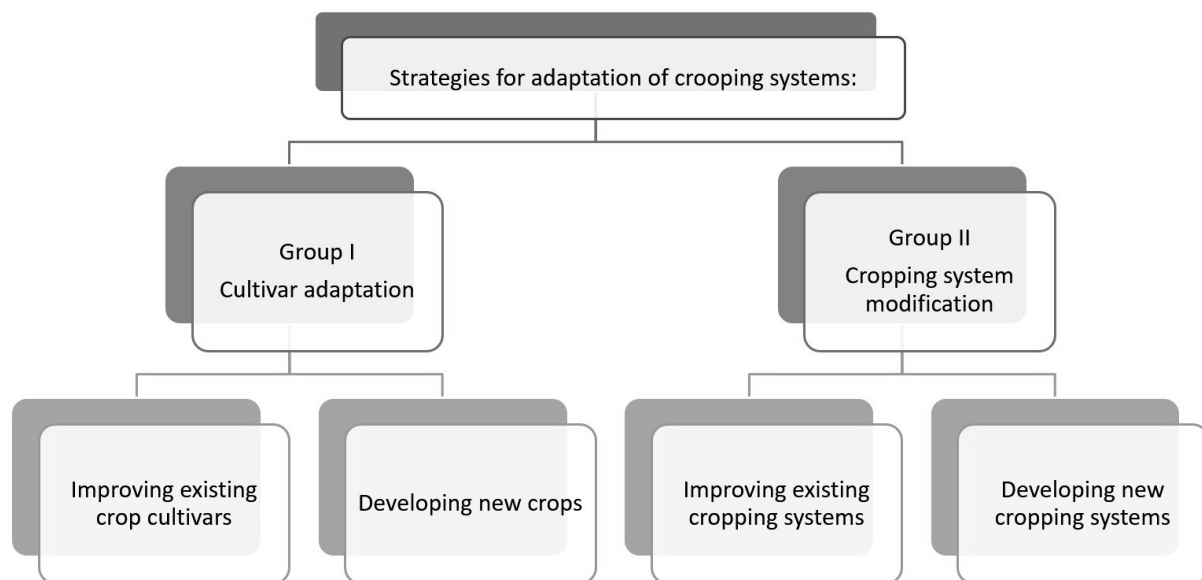 Strategies for adaptation of crooping systems:
Group I
Cultivar adaptation
Group II
Cropping system
modification
Improving existing
crop cultivars
Developing new crops
Improving existing
cropping systems
Developing new
cropping systems